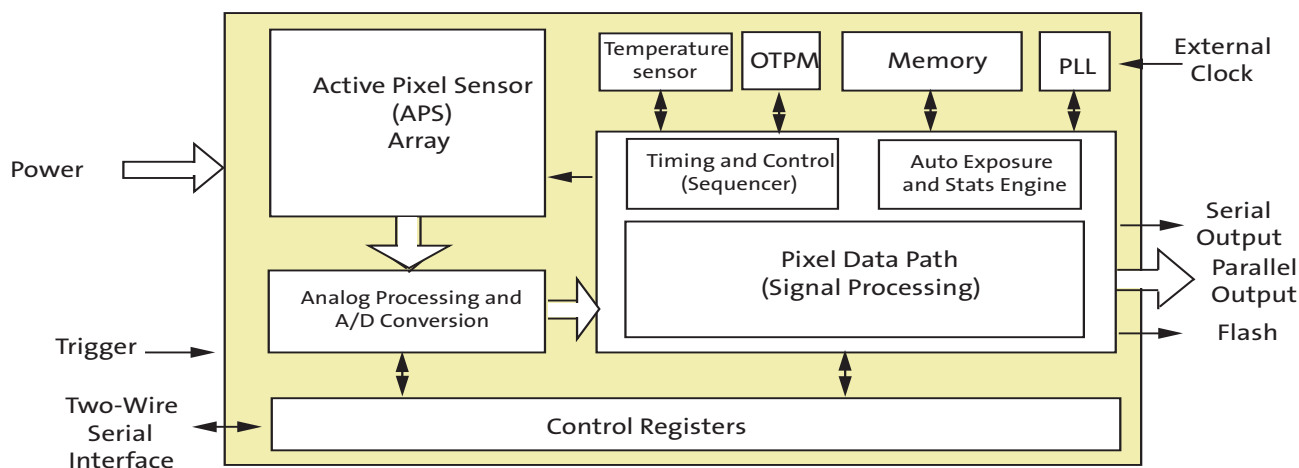 Active Pixel Sensor
(APS)
Array
Temperature
sensor
OTPM
Memory
PLL
External
Clock
Power
Timing and Control
(Sequencer)
Auto Exposure
and Stats Engine
Pixel Data Path
(Signal Processing)
Serial
Output
Parallel
Output
Flash
Analog Processing and
A/D Conversion
Trigger
Two-Wire
Serial
Interface
Control Registers